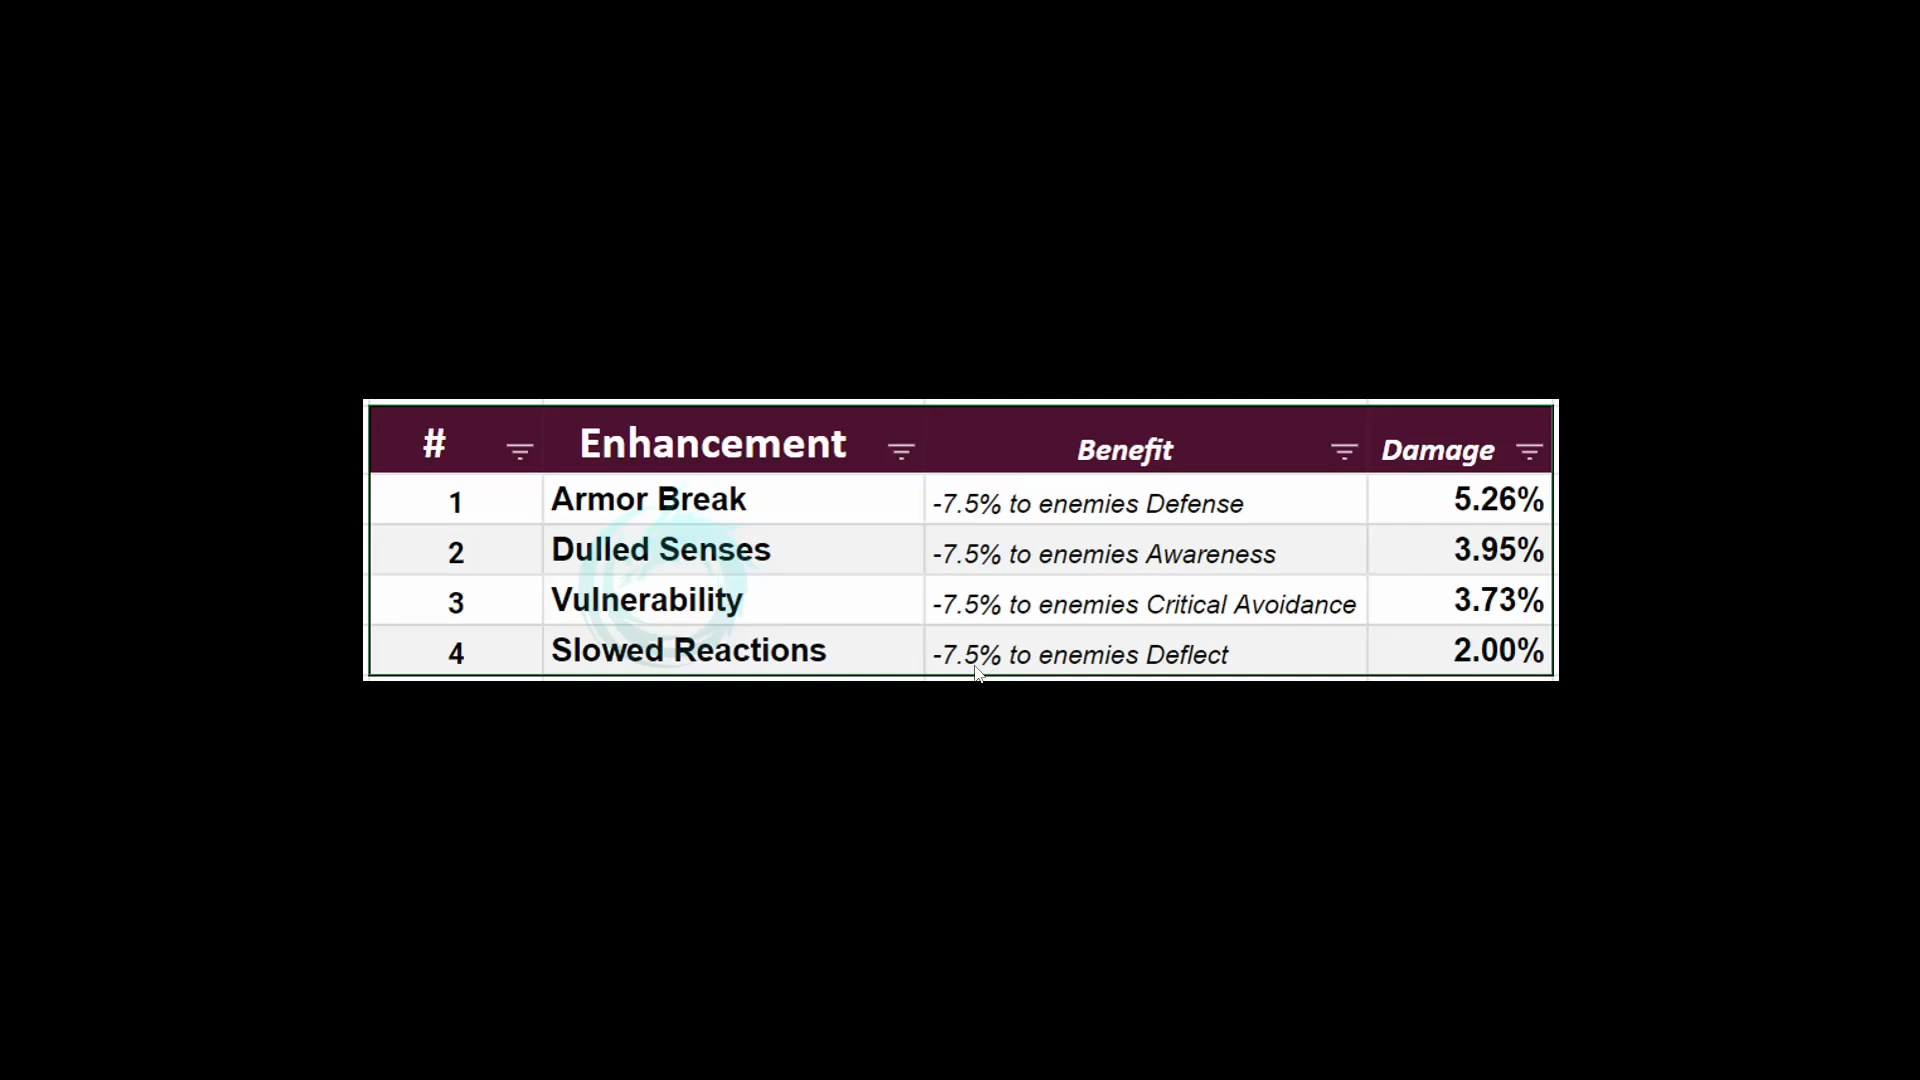 # Enhancement Benefit Damage
1 Armor Break -7.5% to enemies Defense 5.26%
2 Dulled Senses -7.5% to enemies Awareness 3.95%
3 Vulnerability -7.5% to enemies Critical Avoidance 3.73%
4 Slowed Reactions -7.5% to enemies Deflect 2.00%